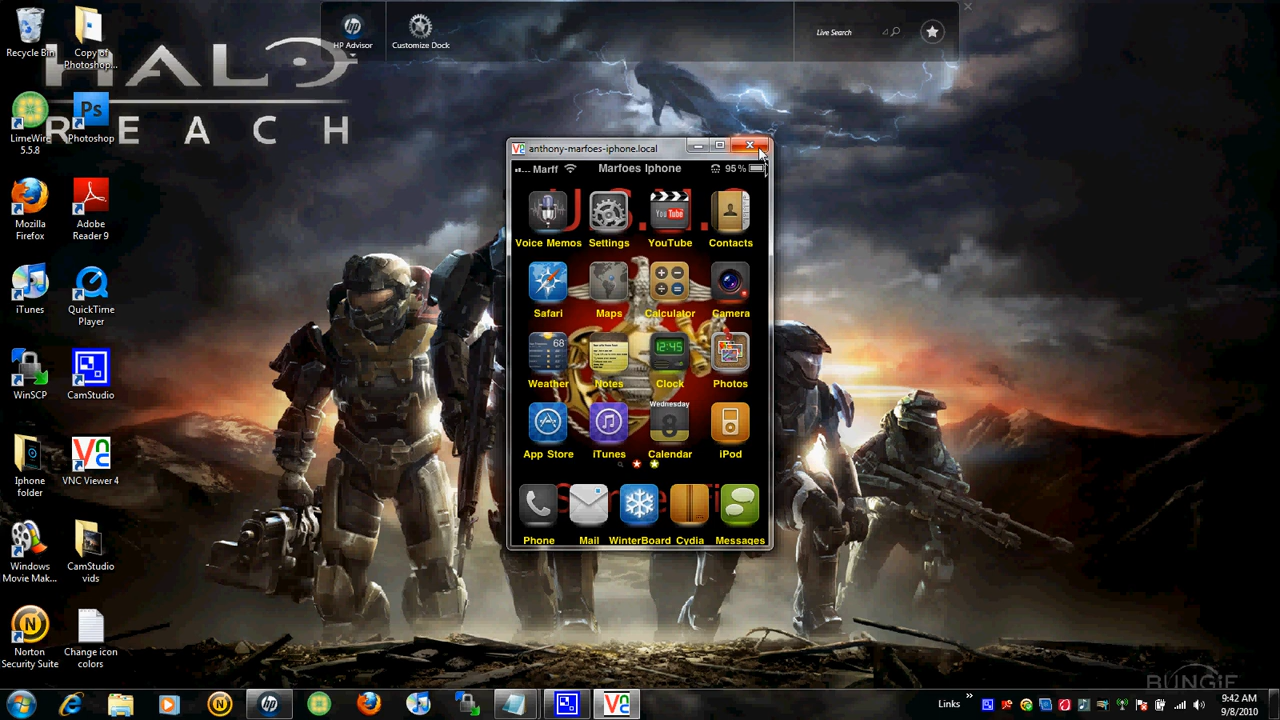 HALO
REACH
Recycle Bin
Copy of
Photoshop...
LimeWire
5.5.8
Ps
Photoshop
Mozilla
Firefox
Adobe
Reader 9
iTunes
QuickTime
Player
WinSCP
CamStudio
Iphone
folder
VNC Viewer 4
Windows
Movie Mak...
CamStudio
vids
Norton
Security Suite
Change icon
colors
HP Advisor
Customize Dock
Live Search
anthony-marfoes-iphone.local
Marff
Marfoes Iphone
95%
Voice Memos
Settings
YouTube
Contacts
Safari
Maps
Calculator
Camera
68
12:45
Weather
Notes
Clock
Photos
Wednesday
8
App Store
iTunes
Calendar
iPod
Phone
Mail
WinterBoard
Cydia
Messages
BUNGiE
Links
9:42 AM
9/8/2010